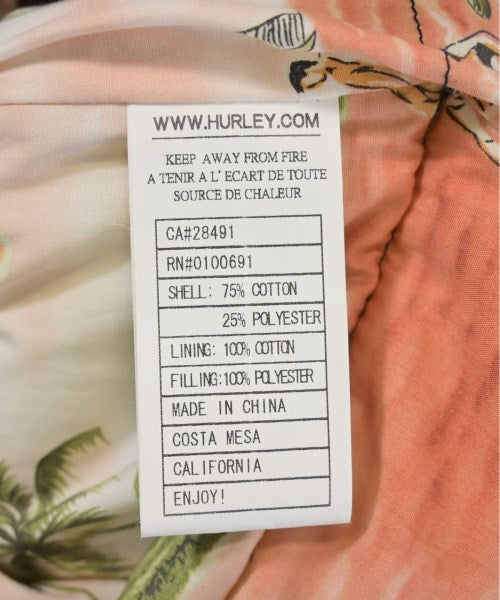 WWW.HURLEY.COM
KEEP AWAY FROM FIRE
A TENIR A L' ECART DE TOUTE
SOURCE DE CHALEUR
CA#28491
RN#0100691
SHELL: 75% COTTON
25% POLYESTER
LINING: 100% COTTON
FILLING:100% POLYESTER
MADE IN CHINA
COSTA MESA
CALIFORNIA
ENJOY!